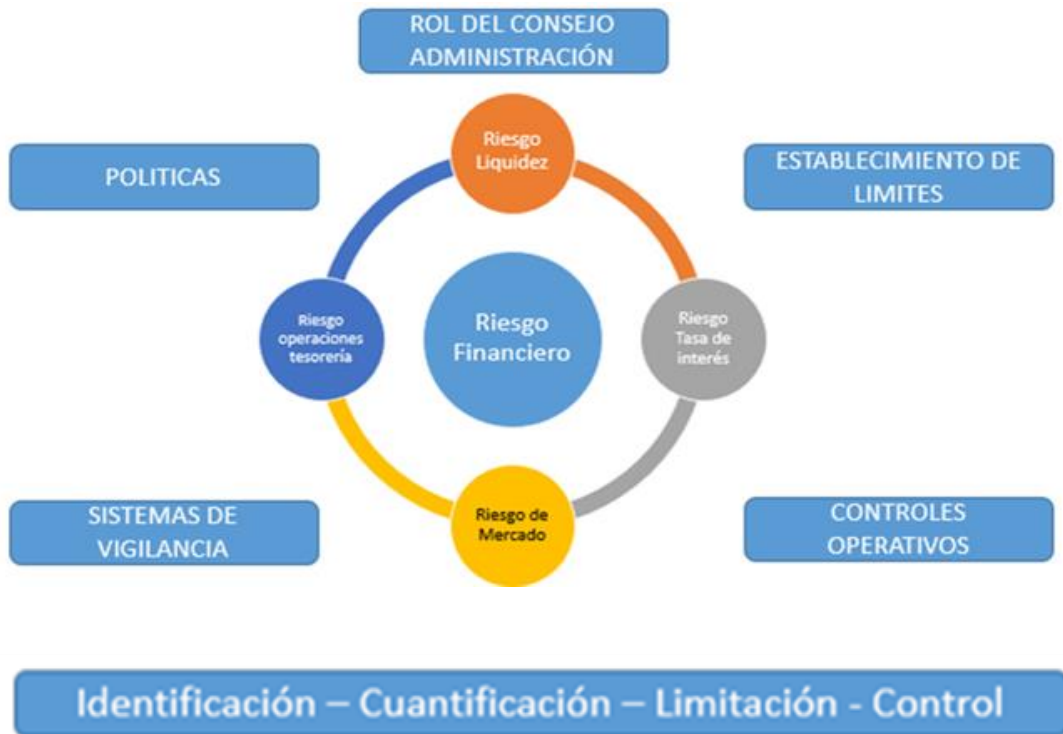 ROL DEL CONSEJO
ADMINISTRACIÓN
Riesgo
Liquidez
POLITICAS
ESTABLECIMIENTO DE
LIMITES
Riesgo
operaciones
tesorería
Riesgo
Financiero
Riesgo
Tasa de
interés
Riesgo de
Mercado
SISTEMAS DE
VIGILANCIA
CONTROLES
OPERATIVOS
Identificación – Cuantificación – Limitación - Control